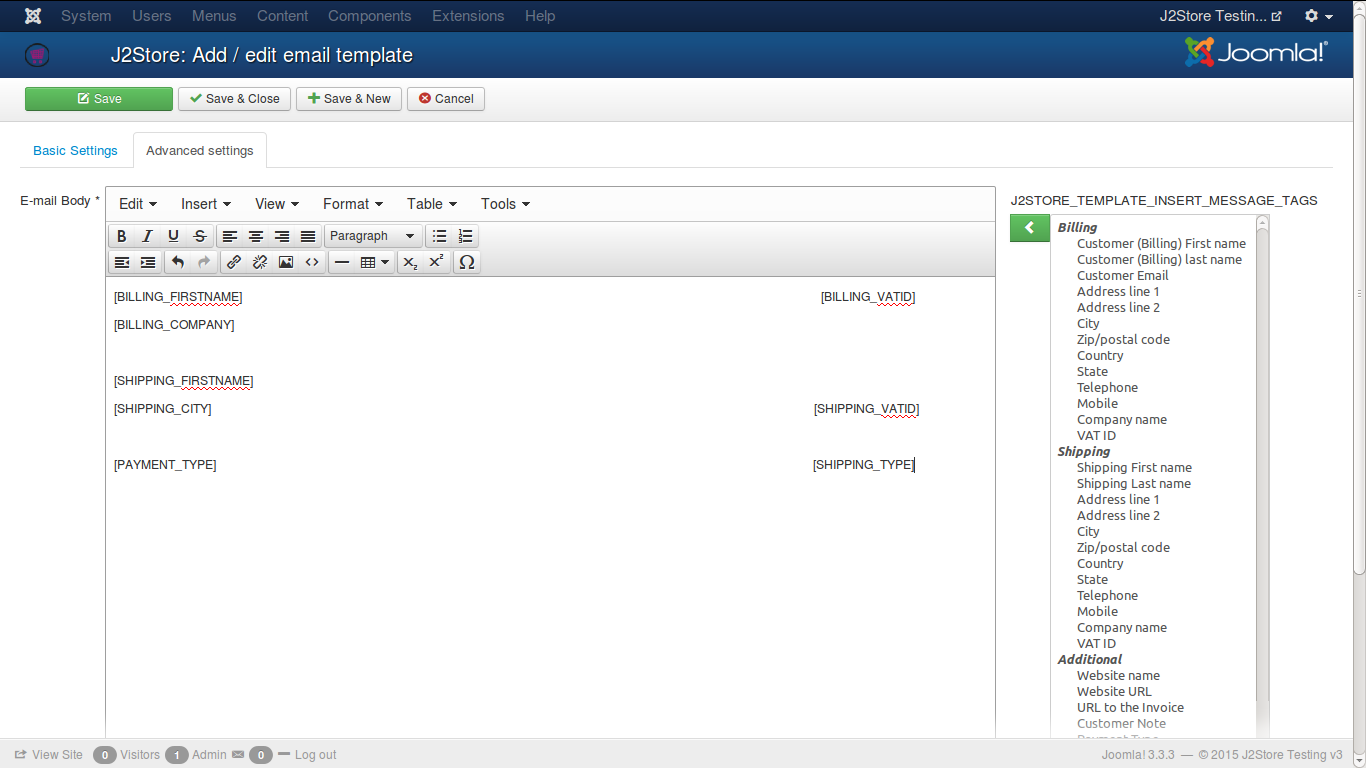 System Users Menus Content Components Extensions Help J2Store Testin...
J2Store: Add / edit email template Joomla!®
Save Save & Close Save & New Cancel
Basic Settings Advanced settings
E-mail Body *
Edit Insert View Format Table Tools
B I U S Paragraph
X₂ X² Ω
[BILLING_FIRSTNAME] [BILLING_VATID]
[BILLING_COMPANY]
[SHIPPING_FIRSTNAME]
[SHIPPING_CITY] [SHIPPING_VATID]
[PAYMENT_TYPE] [SHIPPING_TYPE]
J2STORE_TEMPLATE_INSERT_MESSAGE_TAGS
Billing
Customer (Billing) First name
Customer (Billing) last name
Customer Email
Address line 1
Address line 2
City
Zip/postal code
Country
State
Telephone
Mobile
Company name
VAT ID
Shipping
Shipping First name
Shipping Last name
Address line 1
Address line 2
City
Zip/postal code
Country
State
Telephone
Mobile
Company name
VAT ID
Additional
Website name
Website URL
URL to the Invoice
Customer Note
Payment Type
View Site 0 Visitors 1 Admin 0 Log out Joomla! 3.3.3 — © 2015 J2Store Testing v3